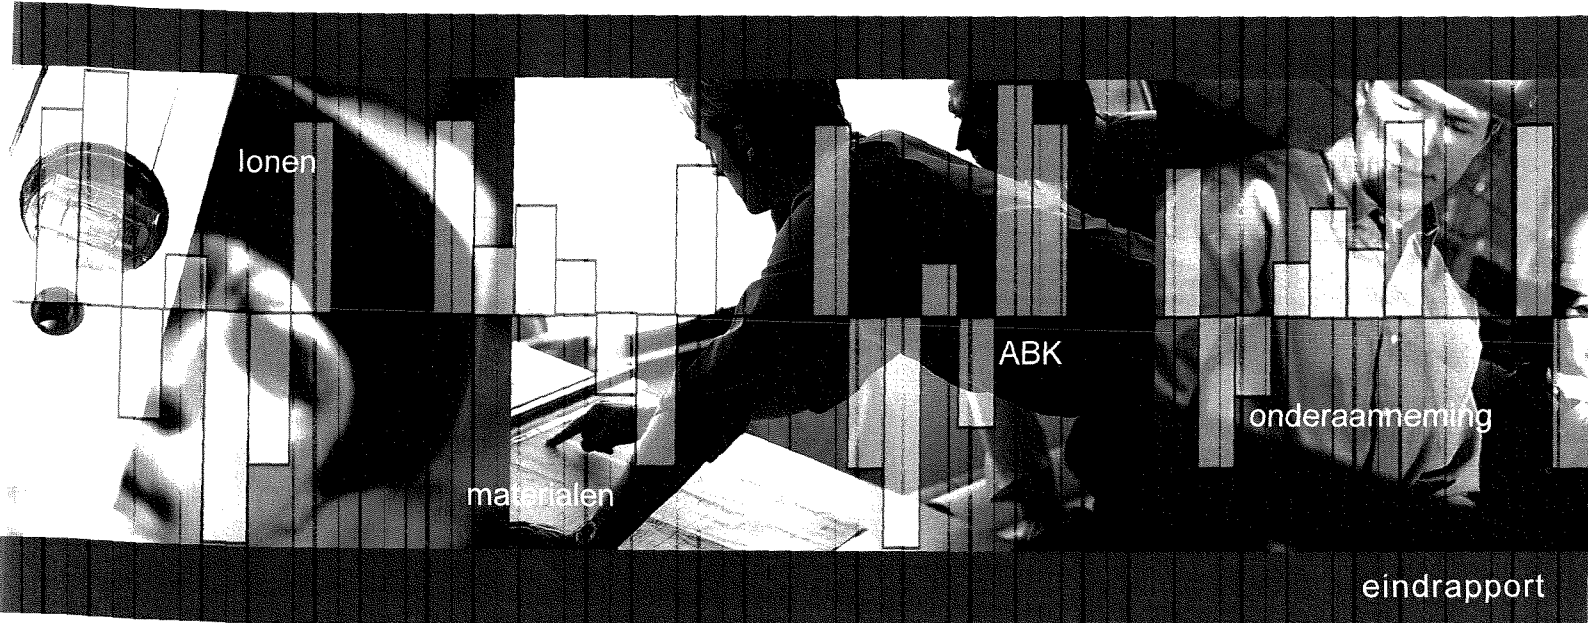 lonen
ABK
onderaanneming
materialen
eindrapport